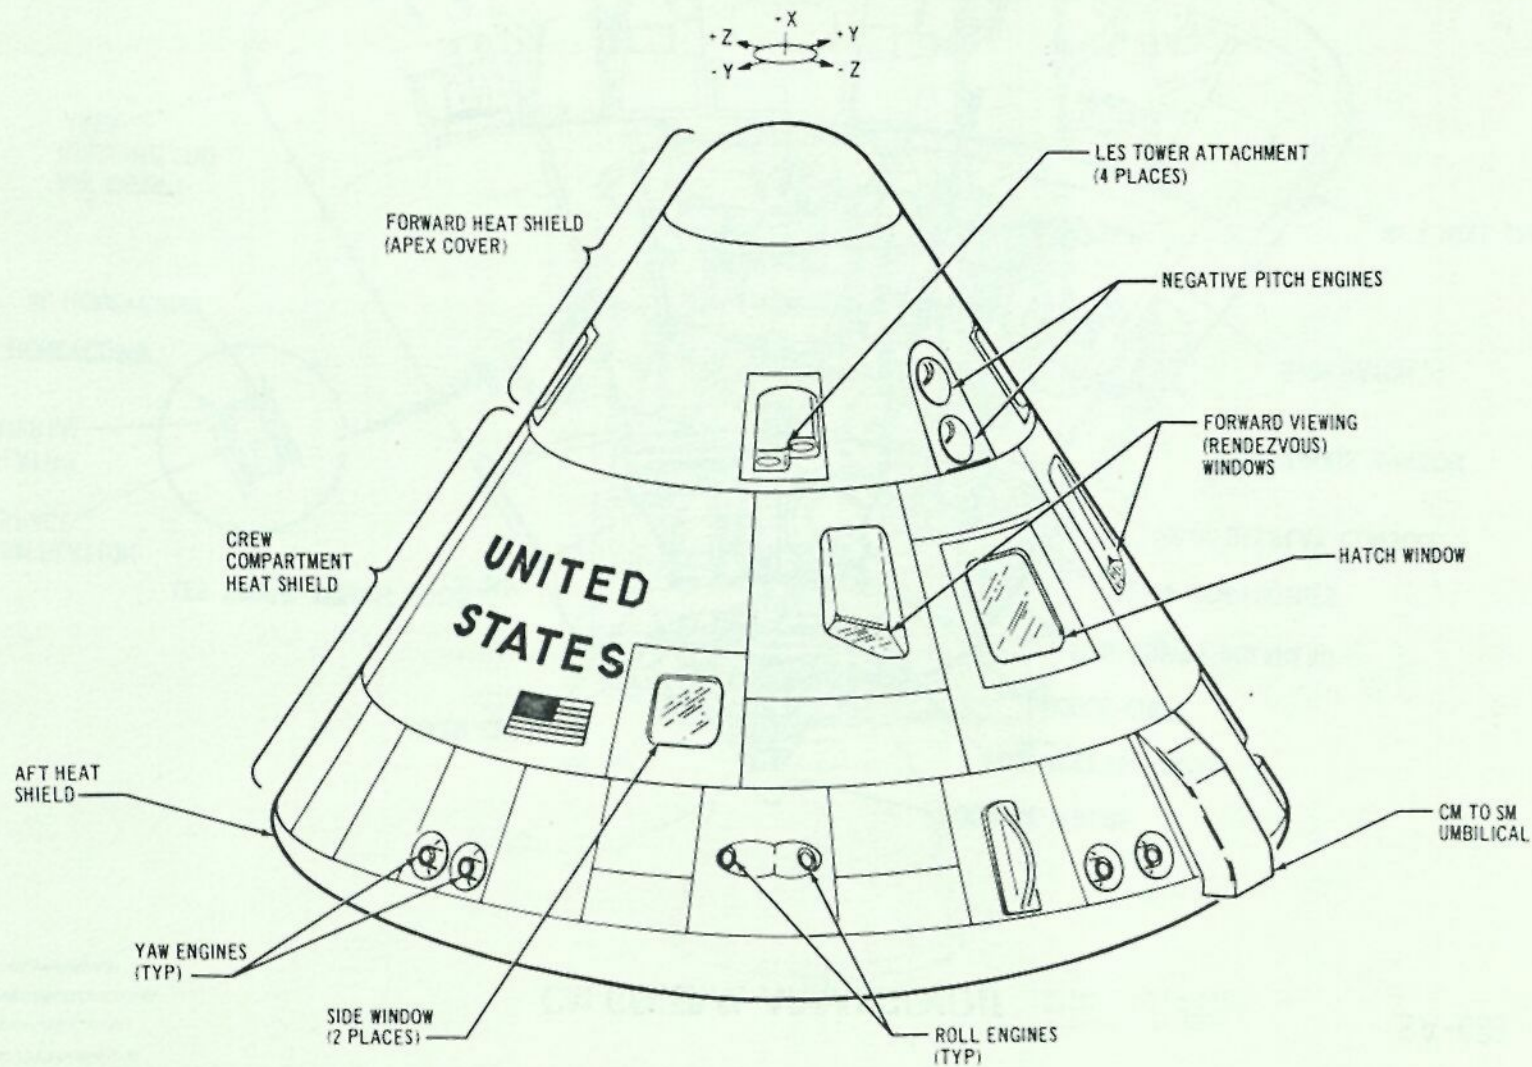 +X
+Z
+Y
-Y
-Z
LES TOWER ATTACHMENT
(4 PLACES)
FORWARD HEAT SHIELD
(APEX COVER)
NEGATIVE PITCH ENGINES
FORWARD VIEWING
(RENDEZVOUS)
WINDOWS
CREW
COMPARTMENT
HEAT SHIELD
HATCH WINDOW
UNITED
STATES
AFT HEAT
SHIELD
CM TO SM
UMBILICAL
YAW ENGINES
(TYP)
SIDE WINDOW
(2 PLACES)
ROLL ENGINES
(TYP)